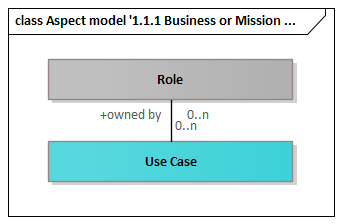 class Aspect model '1.1.1 Business or Mission ...
Role
+owned by 0..n
0..n
Use Case